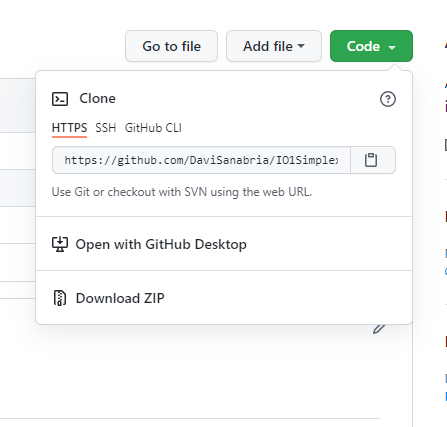 Go to file Add file Code
Clone
HTTPS SSH GitHub CLI
https://github.com/DaviSanabria/IO1Simplex
Use Git or checkout with SVN using the web URL.
Open with GitHub Desktop
Download ZIP